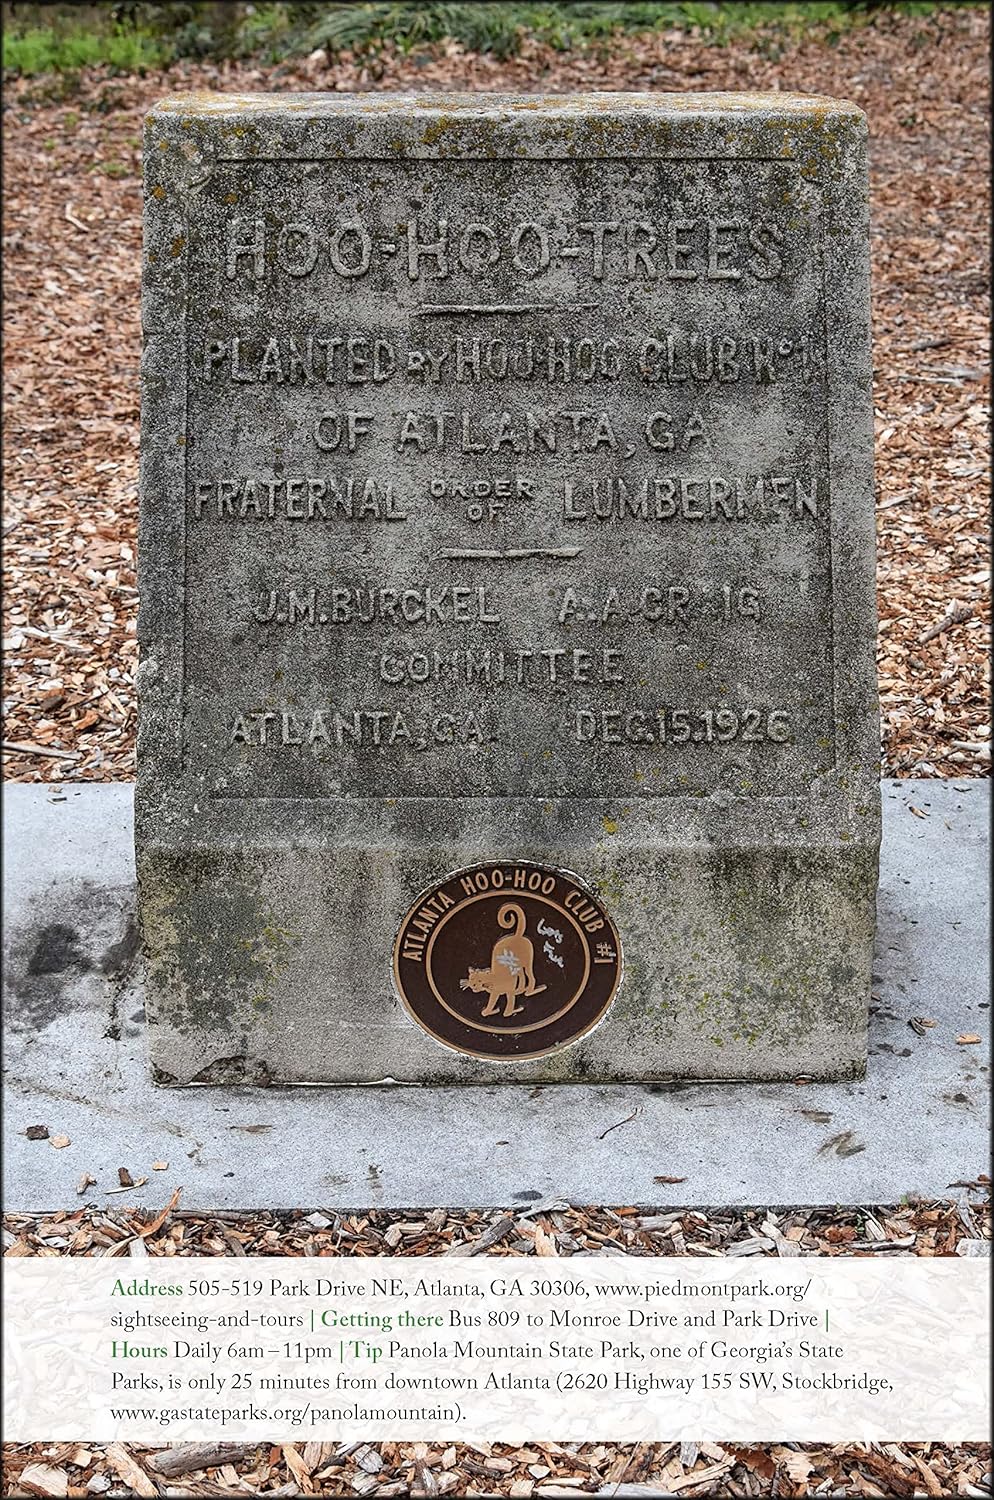 HOO-HOO-TREES
PLANTED BY HOO-HOO CLUB Nº 1
OF ATLANTA, GA
FRATERNAL ORDER OF LUMBERMEN
J.M. BURCKEL A.A. CRAIG
COMMITTEE
ATLANTA, GA. DEC.15.1926
ATLANTA HOO-HOO CLUB #1
Address 505-519 Park Drive NE, Atlanta, GA 30306, www.piedmontpark.org/
sightseeing-and-tours | Getting there Bus 809 to Monroe Drive and Park Drive |
Hours Daily 6am–11pm | Tip Panola Mountain State Park, one of Georgia's State
Parks, is only 25 minutes from downtown Atlanta (2620 Highway 155 SW, Stockbridge,
www.gastateparks.org/panolamountain).